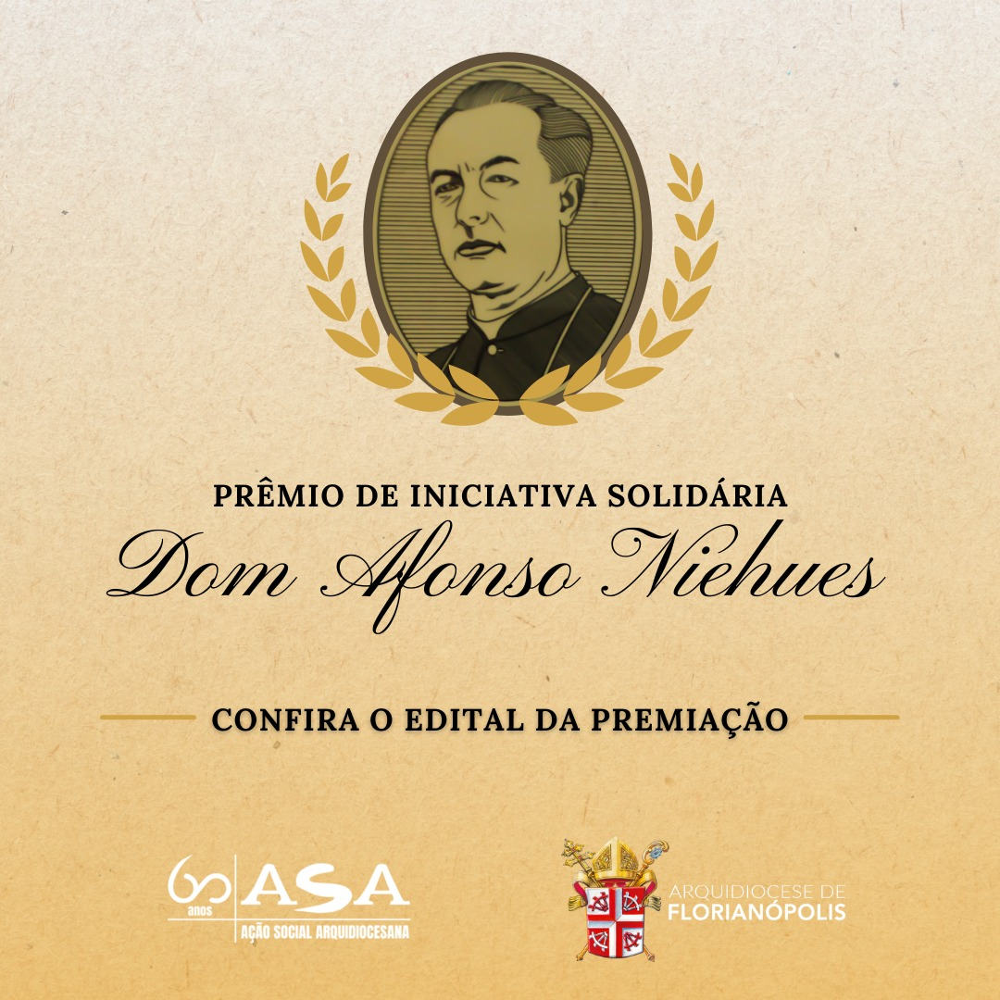 PRÊMIO DE INICIATIVA SOLIDÁRIA
Dom Afonso Niehues
CONFIRA O EDITAL DA PREMIAÇÃO
60 anos
ASA
AÇÃO SOCIAL ARQUIDIOCESANA
ARQUIDIOCESE DE
FLORIANÓPOLIS